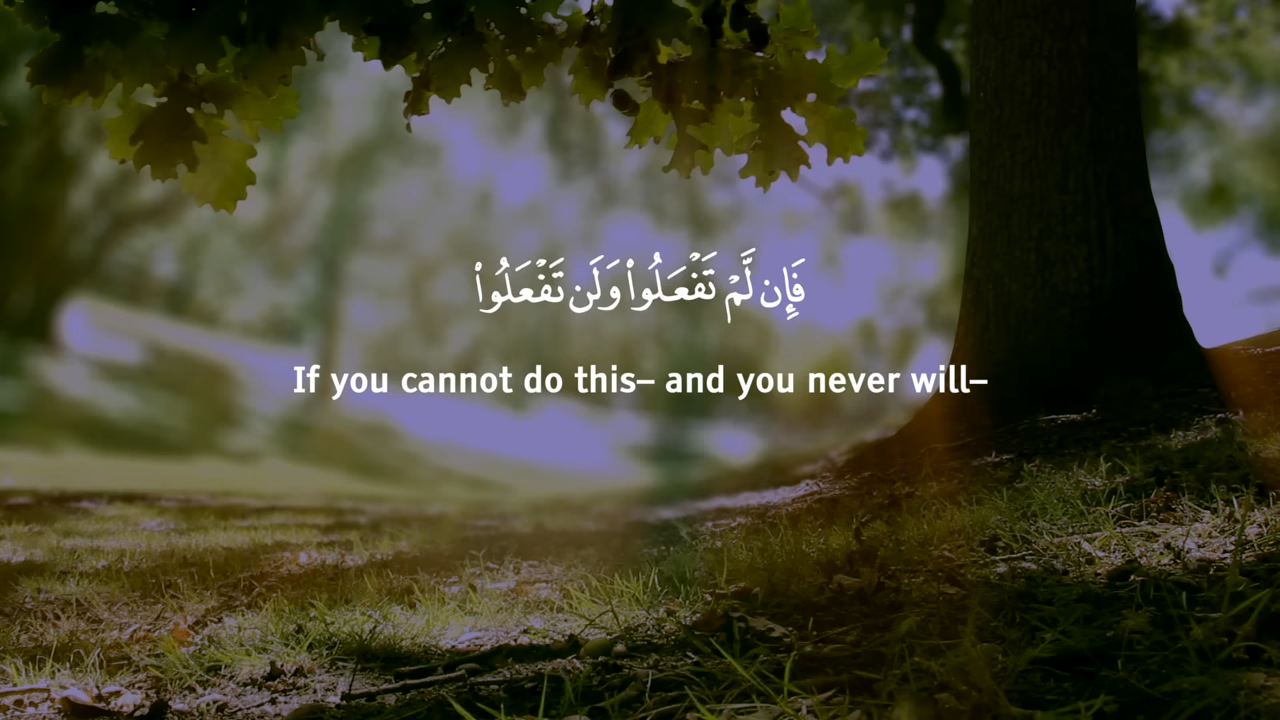 فَإِن لَّمْ تَفْعَلُوا۟ وَلَن تَفْعَلُوا۟
If you cannot do this– and you never will–